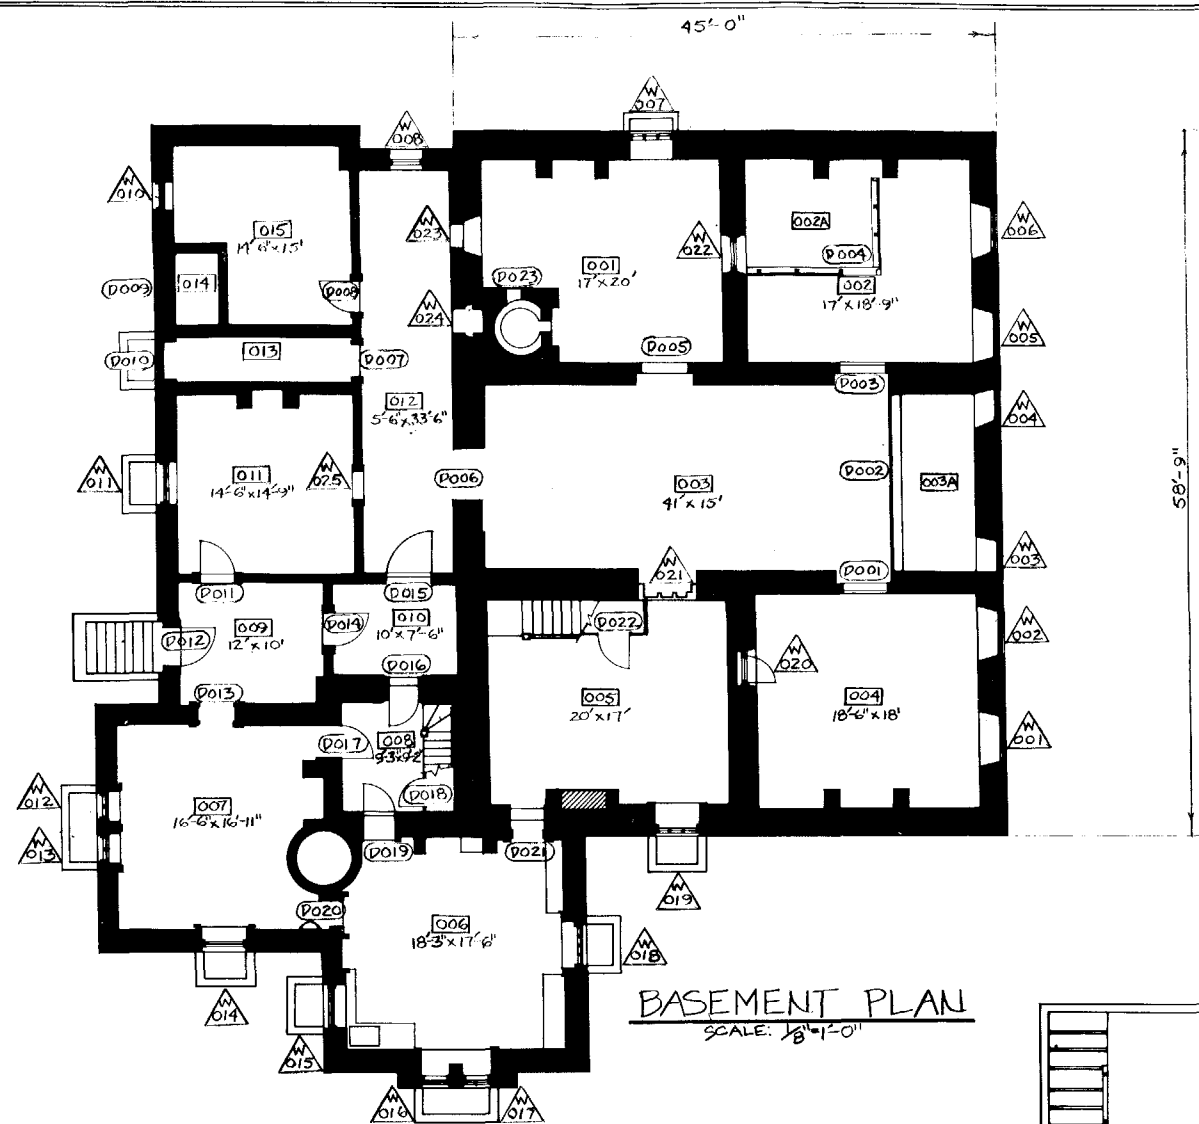 45'-0"
W
007
W
008
W
010
015
14'-6"x15'
W
023
W
022
002A
W
006
001
17'x20'
D004
D023
014
D009
D008
002
17'x18'-9"
W
024
W
005
D010
013
D007
D005
D003
012
5'-6"x33'-6"
W
004
W
011
011
14'-6"x14'-9"
W
025
D006
D002
003
41'x15'
003A
58'-9"
W
003
W
021
D001
D011
D015
009
12'x10'
D012
D014
010
10'x7'-6"
D022
W
002
W
020
D016
D013
005
20'x17'
004
18'-6"x18'
W
001
D017
008
9'-3"x9'-2"
W
012
007
16'-6"x16'-11"
D018
W
013
D019
D021
W
019
D020
006
18'-3"x17'-6"
W
018
W
014
BASEMENT PLAN
SCALE: 1/8"=1'-0"
W
015
W
016
W
017